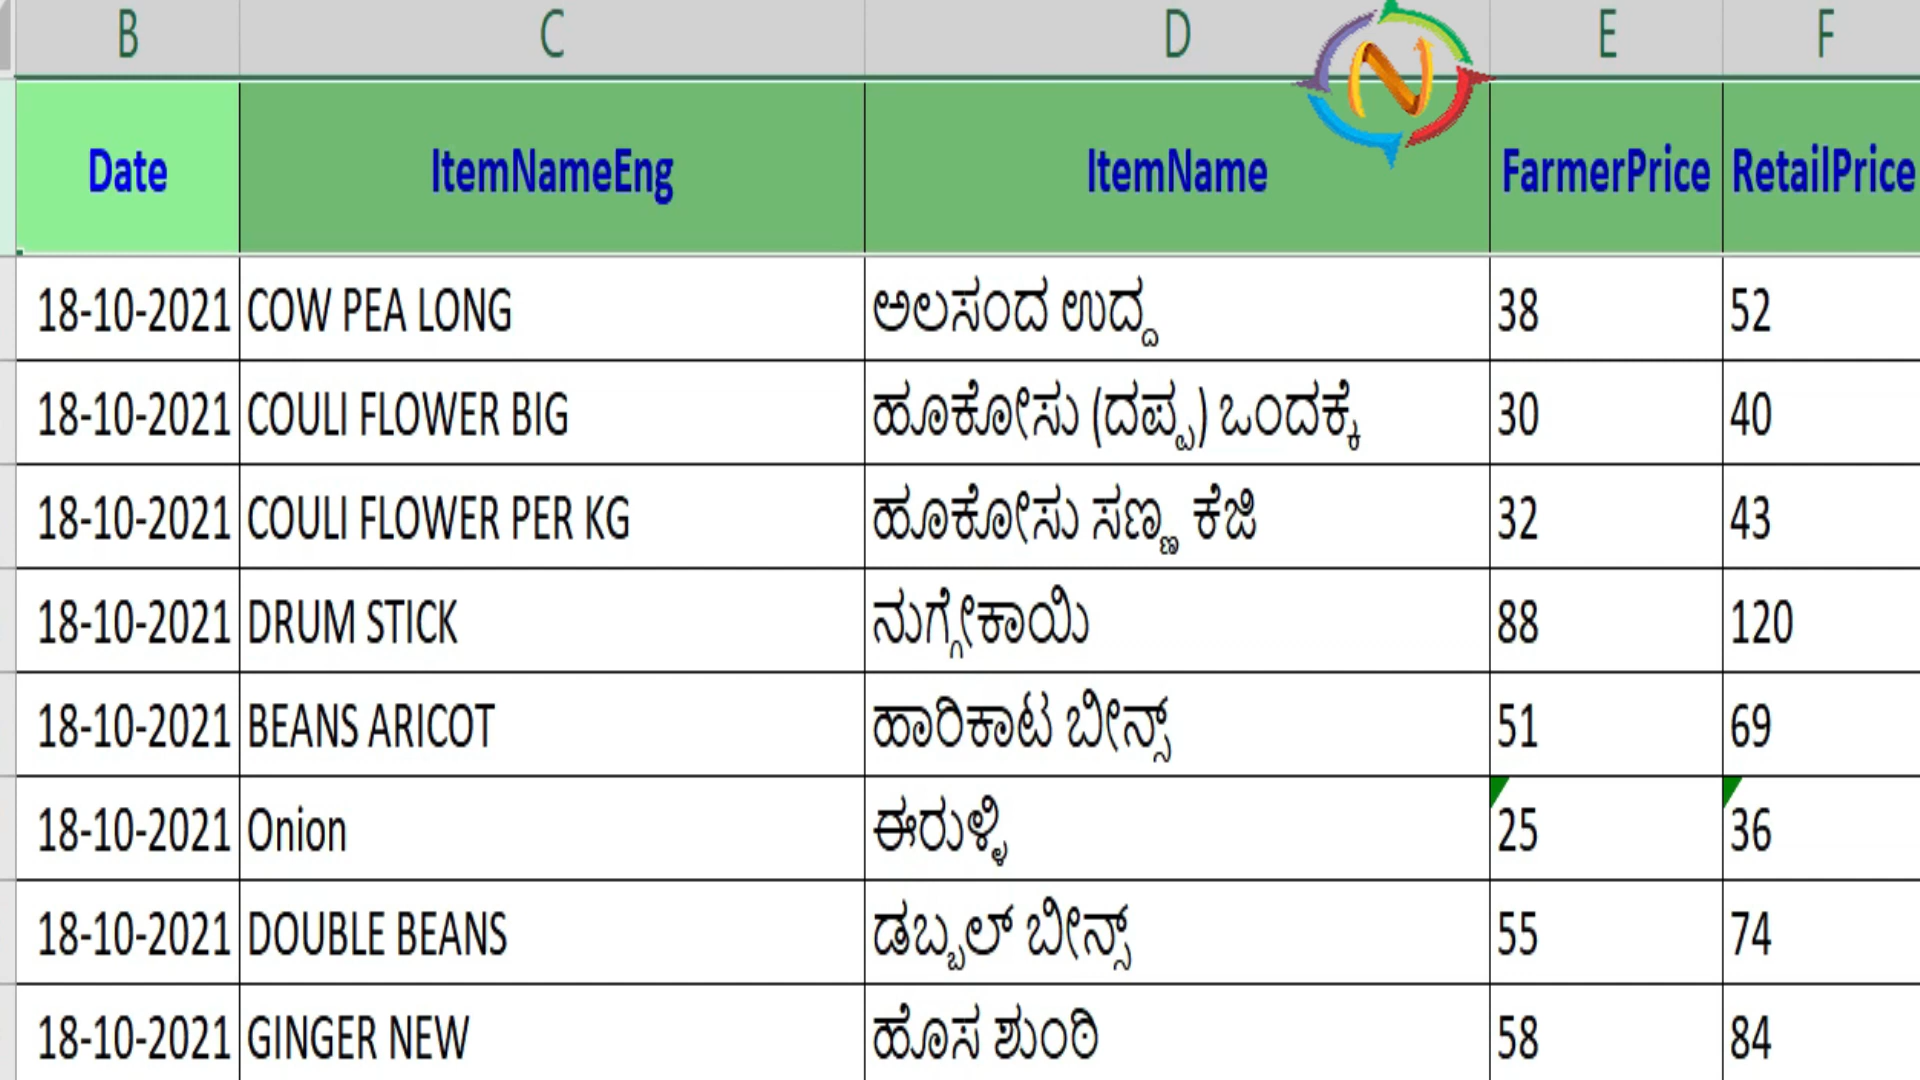 B C D E F
Date ItemNameEng ItemName FarmerPrice RetailPrice
18-10-2021 COW PEA LONG ಅಲಸಂದ ಉದ್ದ 38 52
18-10-2021 COULI FLOWER BIG ಹೂಕೋಸು (ದಪ್ಪ) ಒಂದಕ್ಕೆ 30 40
18-10-2021 COULI FLOWER PER KG ಹೂಕೋಸು ಸಣ್ಣ ಕೆಜಿ 32 43
18-10-2021 DRUM STICK ನುಗ್ಗೇಕಾಯಿ 88 120
18-10-2021 BEANS ARICOT ಹಾರಿಕಾಟ ಬೀನ್ಸ್ 51 69
18-10-2021 Onion ಈರುಳ್ಳಿ 25 36
18-10-2021 DOUBLE BEANS ಡಬ್ಬಲ್ ಬೀನ್ಸ್ 55 74
18-10-2021 GINGER NEW ಹೊಸ ಶುಂಠಿ 58 84